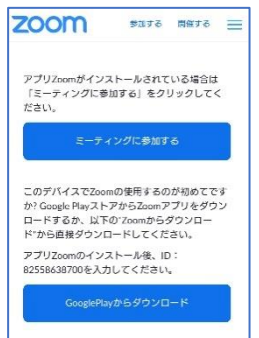 zoom 参加する 開催する
アプリZoomがインストールされている場合は
「ミーティングに参加する」をクリックしてく
ださい。
ミーティングに参加する
このデバイスでZoomの使用するのが初めてです
か? Google PlayストアからZoomアプリをダウン
ロードするか、以下の"Zoomからダウンロー
ド"から直接ダウンロードしてください。
アプリZoomのインストール後、ID：
82558638700を入力してください。
GooglePlayからダウンロード